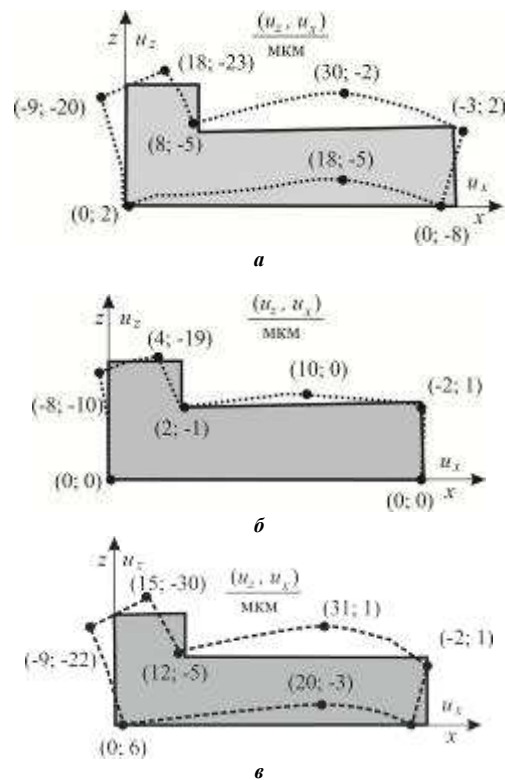 z
u_z
(u_z, u_x)
мкм
(18; -23)
(30; -2)
(-9; -20)
(-3; 2)
(8; -5)
(18; -5)
u_x
(0; 2)
x
(0; -8)
а
z
u_z
(u_z, u_x)
мкм
(4; -19)
(10; 0)
(-8; -10)
(-2; 1)
(2; -1)
u_x
(0; 0)
x
(0; 0)
б
z
u_z
(u_z, u_x)
мкм
(15; -30)
(31; 1)
(-2; 1)
(-9; -22)
(12; -5)
(20; -3)
u_x
x
(0; 6)
в